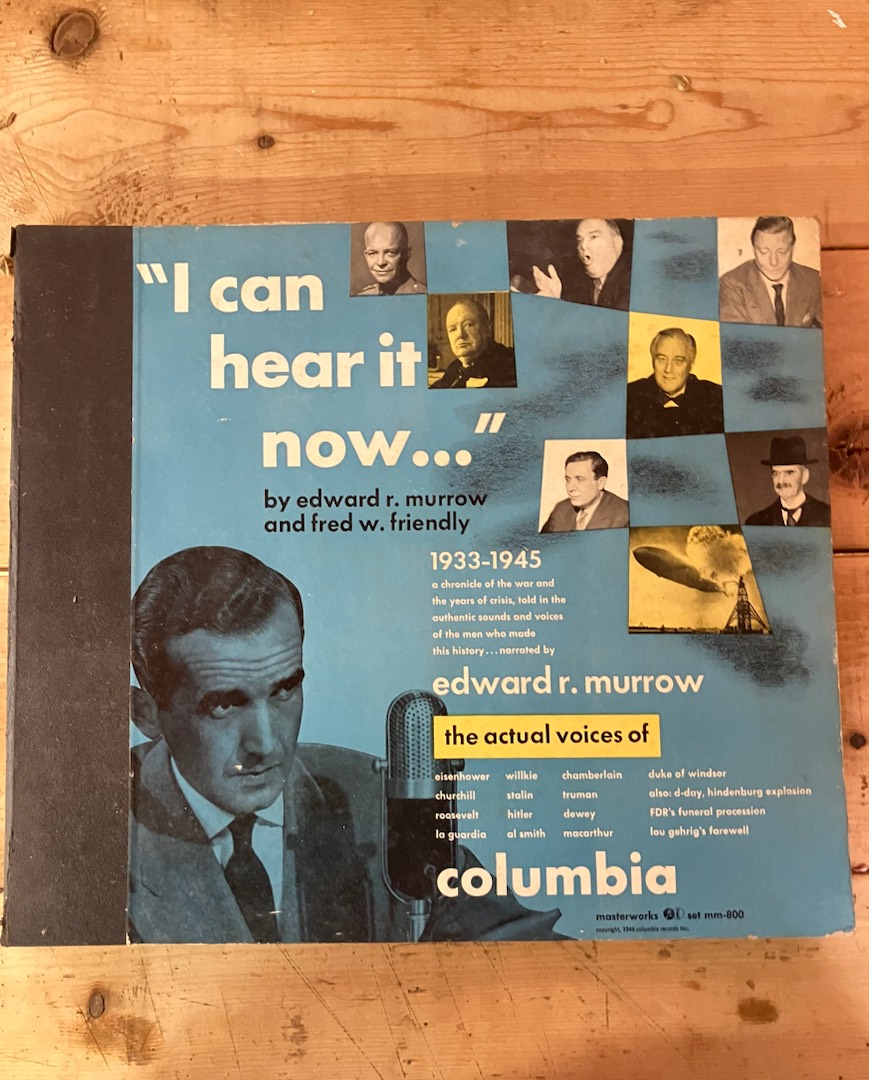 "I can
hear it
now..."
by edward r. murrow
and fred w. friendly
1933-1945
a chronicle of the war and
the years of crisis, told in the
authentic sounds and voices
of the men who made
this history...narrated by
edward r. murrow
the actual voices of
eisenhower willkie chamberlain duke of windsor
churchill stalin truman also: d-day, hindenburg explosion
roosevelt hitler dewey FDR's funeral procession
la guardia al smith macarthur lou gehrig's farewell
columbia
masterworks set mm-800
copyright, 1948 columbia records inc.